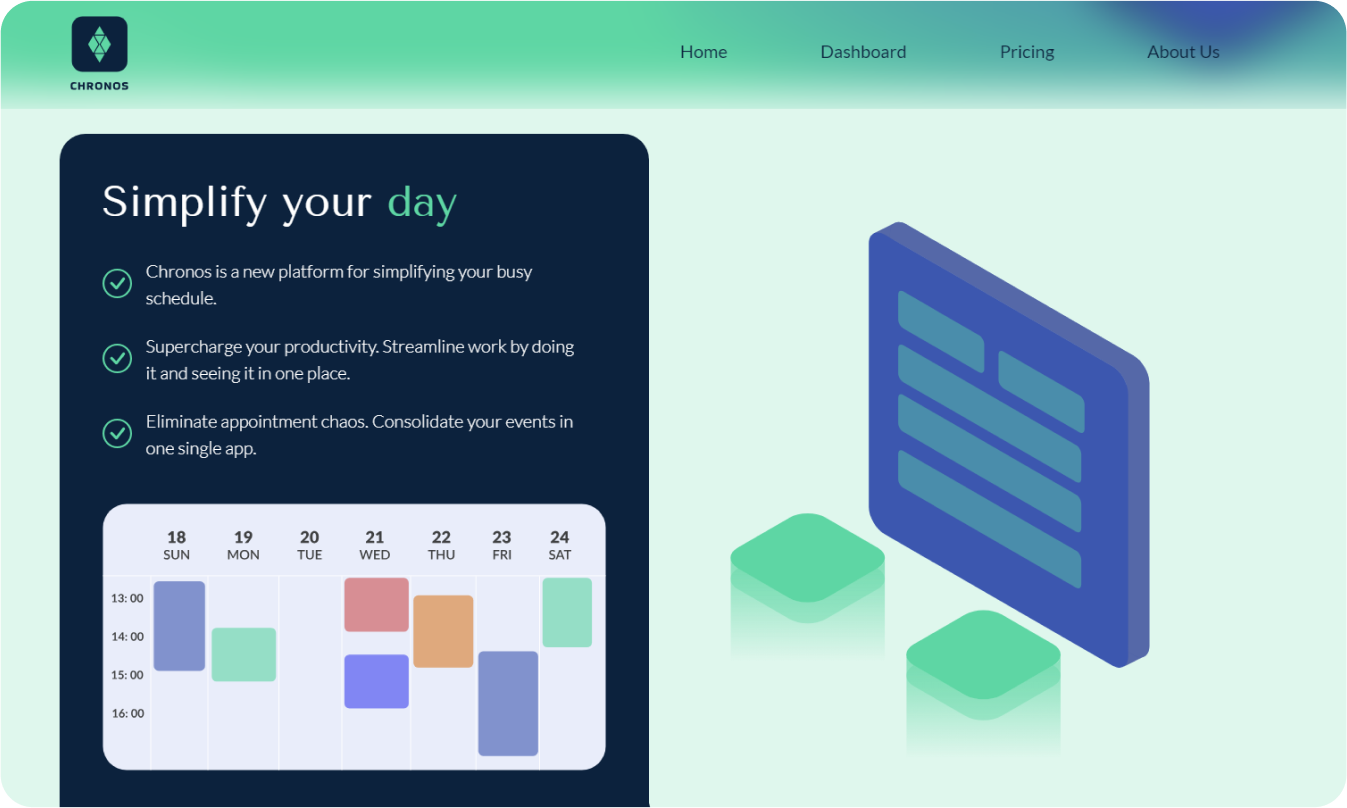 CHRONOS
Home Dashboard Pricing About Us
Simplify your day
Chronos is a new platform for simplifying your busy
schedule.
Supercharge your productivity. Streamline work by doing
it and seeing it in one place.
Eliminate appointment chaos. Consolidate your events in
one single app.
18 19 20 21 22 23 24
SUN MON TUE WED THU FRI SAT
13: 00
14: 00
15: 00
16: 00